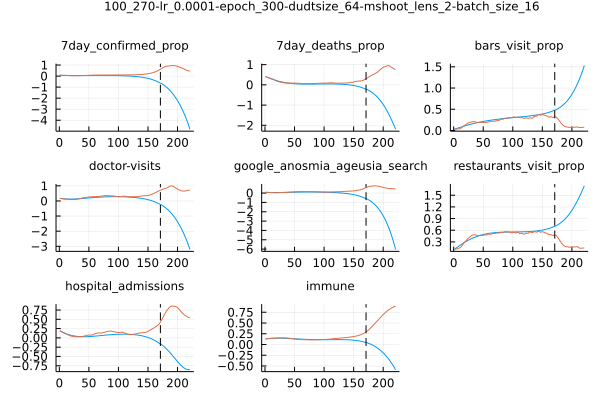 100_270-lr_0.0001-epoch_300-dudtsize_64-mshoot_lens_2-batch_size_16
7day_confirmed_prop 7day_deaths_prop bars_visit_prop
1 0 −1 −2 −3 −4
1 0 −1 −2
1.5 1.0 0.5 0.0
0 50 100 150 200 0 50 100 150 200 0 50 100 150 200
doctor-visits google_anosmia_ageusia_search restaurants_visit_prop
1 0 −1 −2 −3
1 0 −1 −2 −3 −4 −5 −6
1.5 1.2 0.9 0.6 0.3
0 50 100 150 200 0 50 100 150 200 0 50 100 150 200
hospital_admissions immune
0.75 0.50 0.25 0.00 −0.25 −0.50 −0.75
0.75 0.50 0.25 0.00 −0.25 −0.50
0 50 100 150 200 0 50 100 150 200